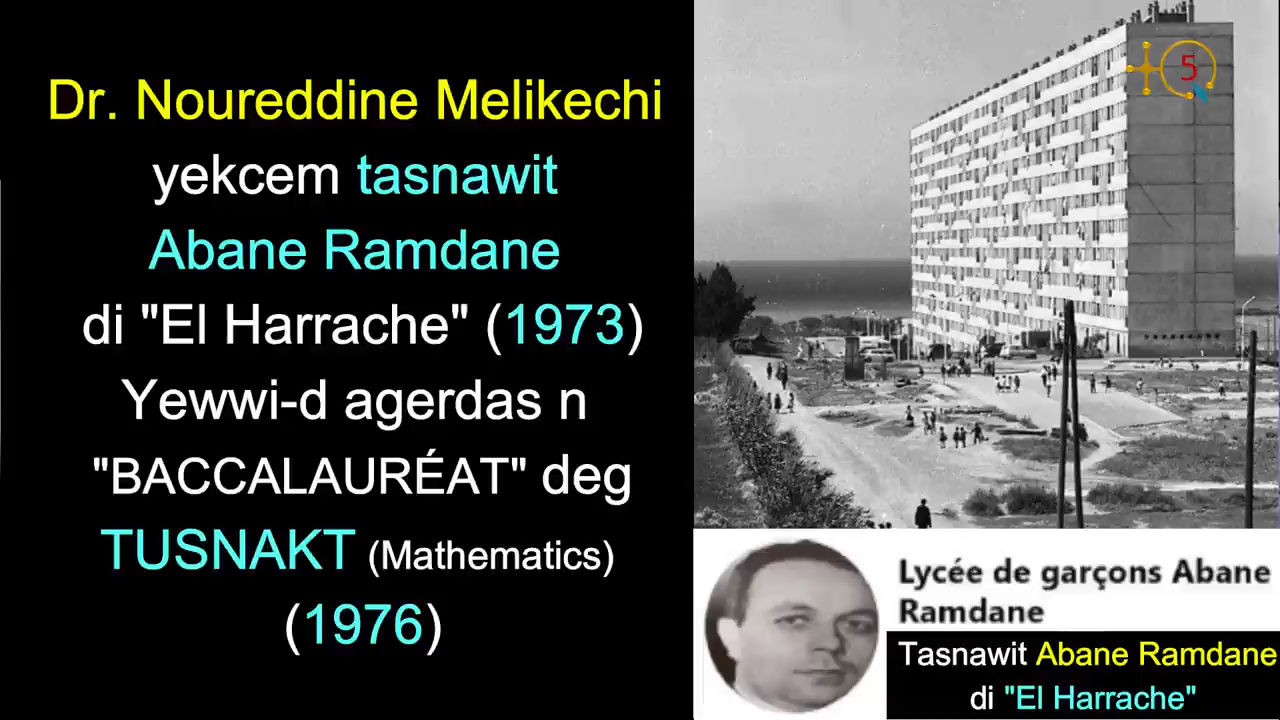 Dr. Noureddine Melikechi
yekcem tasnawit
Abane Ramdane
di "El Harrache" (1973)
Yewwi-d agerdas n
"BACCALAURÉAT" deg
TUSNAKT (Mathematics)
(1976)
5
Lycée de garçons Abane
Ramdane
Tasnawit Abane Ramdane
di "El Harrache"